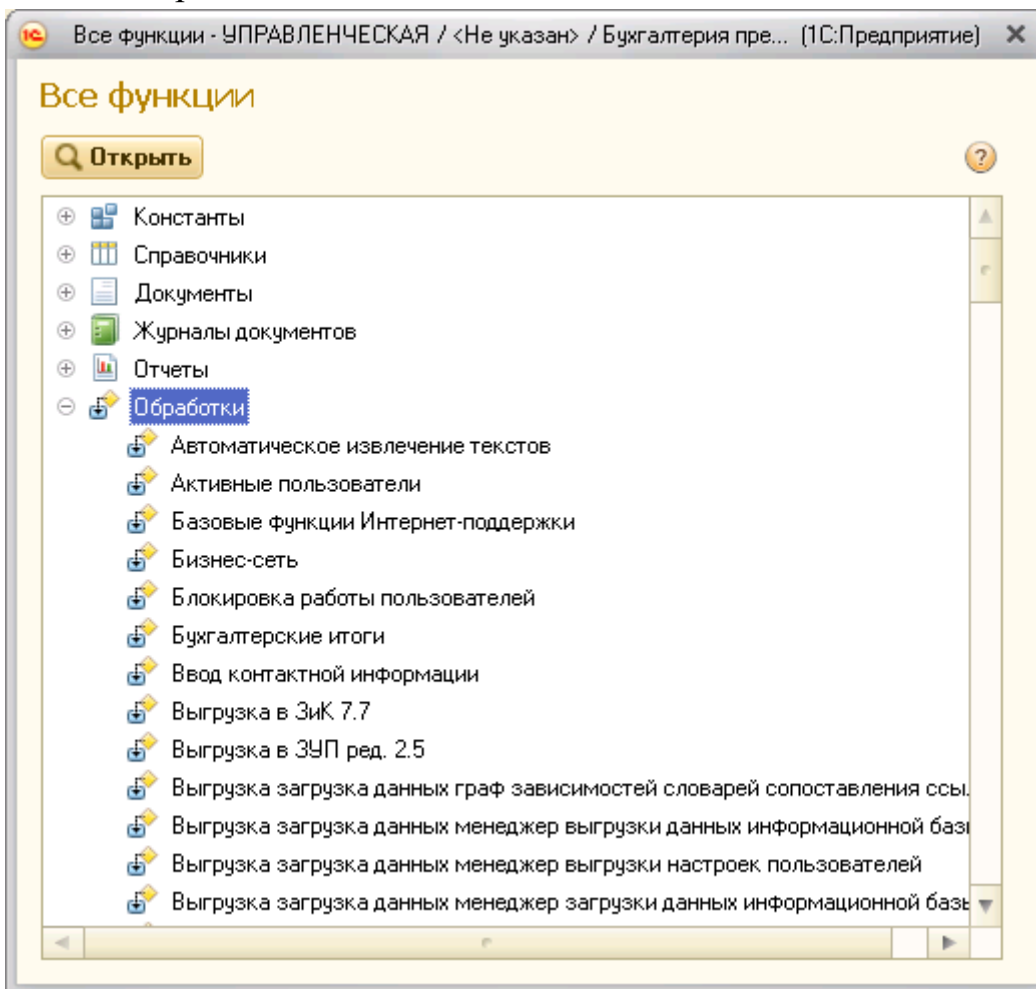 1С Все функции - УПРАВЛЕНЧЕСКАЯ / <Не указан> / Бухгалтерия пре... (1С:Предприятие)
Все функции
Открыть ?
Константы
Справочники
Документы
Журналы документов
Отчеты
Обработки
Автоматическое извлечение текстов
Активные пользователи
Базовые функции Интернет-поддержки
Бизнес-сеть
Блокировка работы пользователей
Бухгалтерские итоги
Ввод контактной информации
Выгрузка в ЗиК 7.7
Выгрузка в ЗУП ред. 2.5
Выгрузка загрузка данных граф зависимостей словарей сопоставления ссы.
Выгрузка загрузка данных менеджер выгрузки данных информационной
Выгрузка загрузка данных менеджер выгрузки настроек пользователей
Выгрузка загрузка данных менеджер загрузки данных информационной